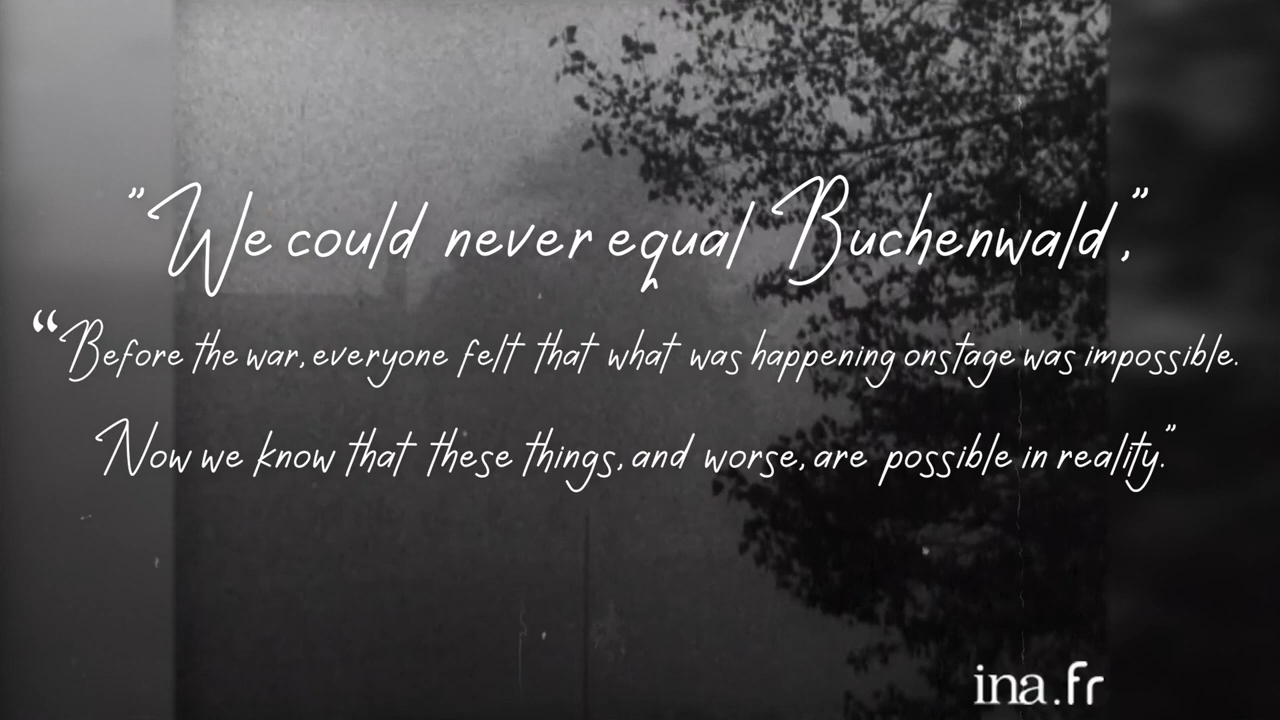 "We could never equal Buchenwald,"
“Before the war, everyone felt that what was happening onstage was impossible.
Now we know that these things, and worse, are possible in reality."
ina.fr